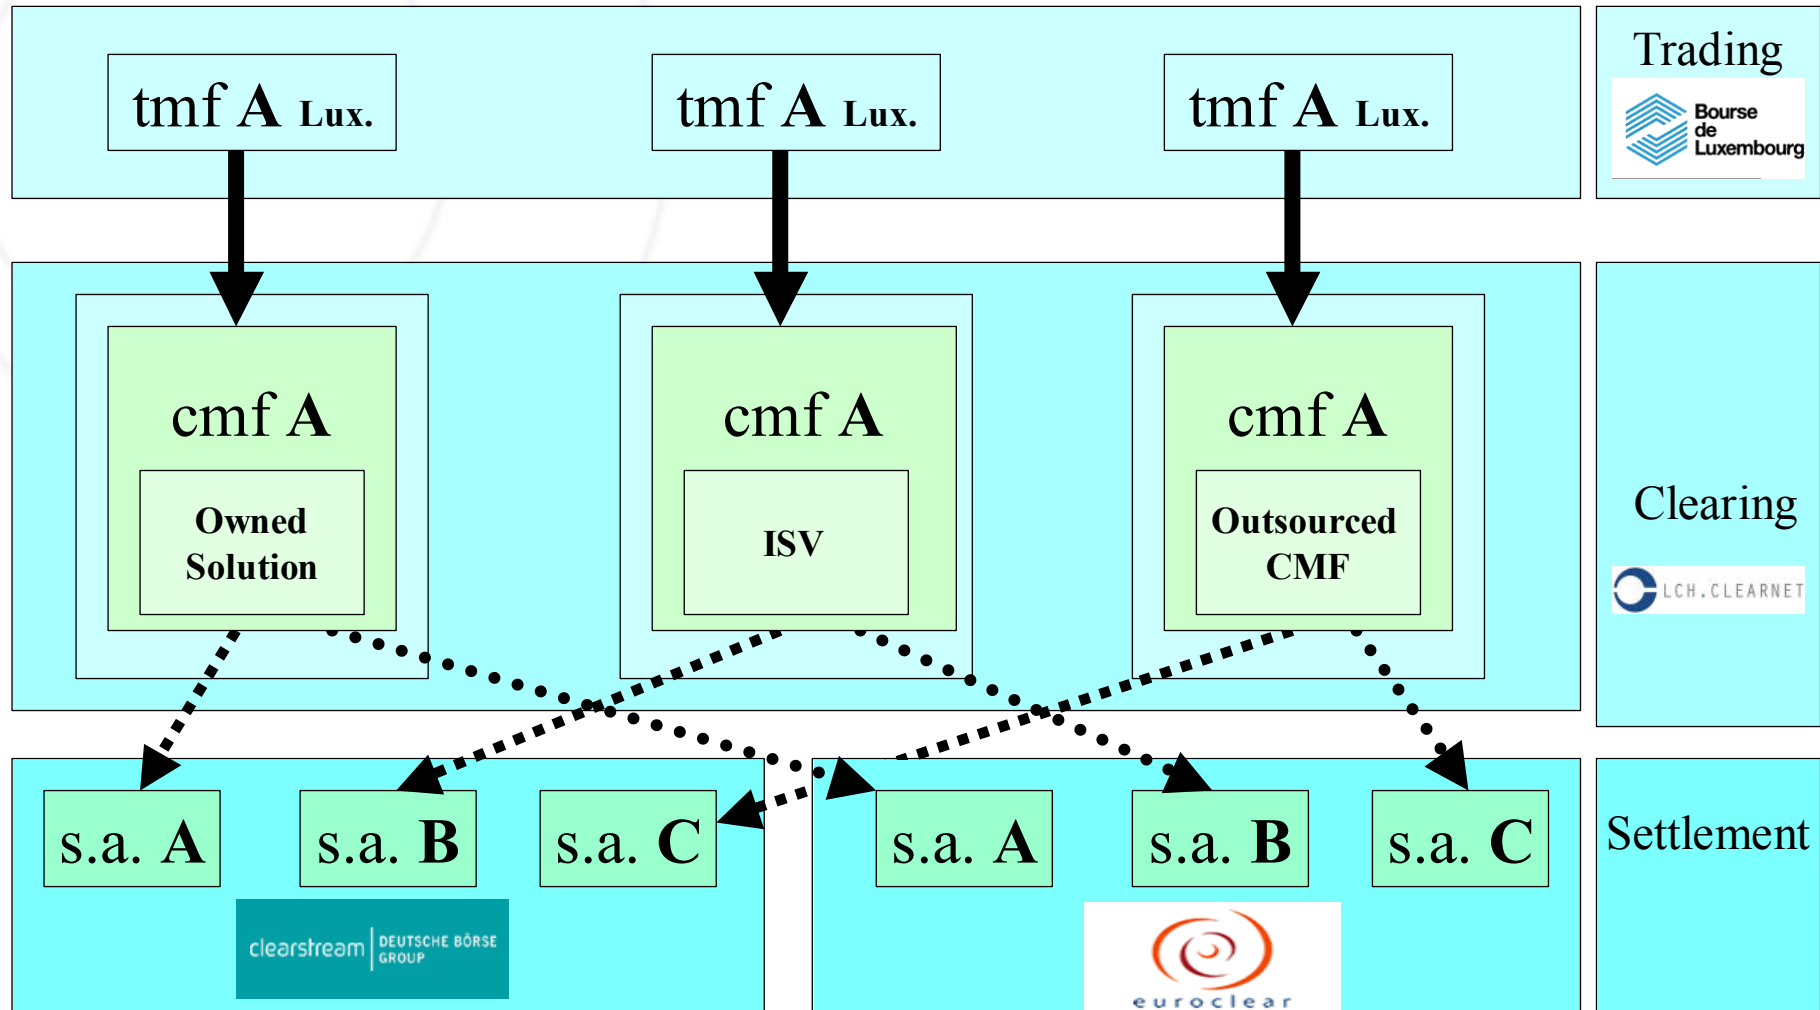 tmf A Lux.
tmf A Lux.
tmf A Lux.
Trading
Bourse
de
Luxembourg
cmf A
Owned
Solution
cmf A
ISV
cmf A
Outsourced
CMF
Clearing
LCH.CLEARNET
s.a. A
s.a. B
s.a. C
clearstream
DEUTSCHE BÖRSE
GROUP
s.a. A
s.a. B
s.a. C
euroclear
Settlement